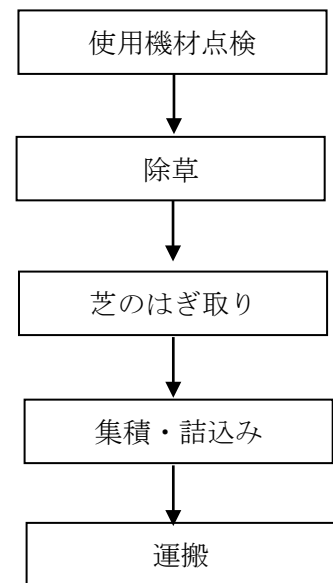 使用機材点検
除草
芝のはぎ取り
集積・詰込み
運搬